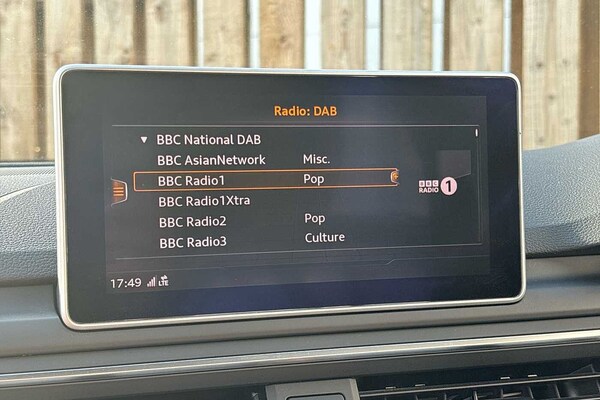 Radio: DAB
▼ BBC National DAB
BBC AsianNetwork Misc.
BBC Radio1 Pop
BBC Radio1Xtra
BBC Radio2 Pop
BBC Radio3 Culture
BBC
RADIO 1
17:49 LTE